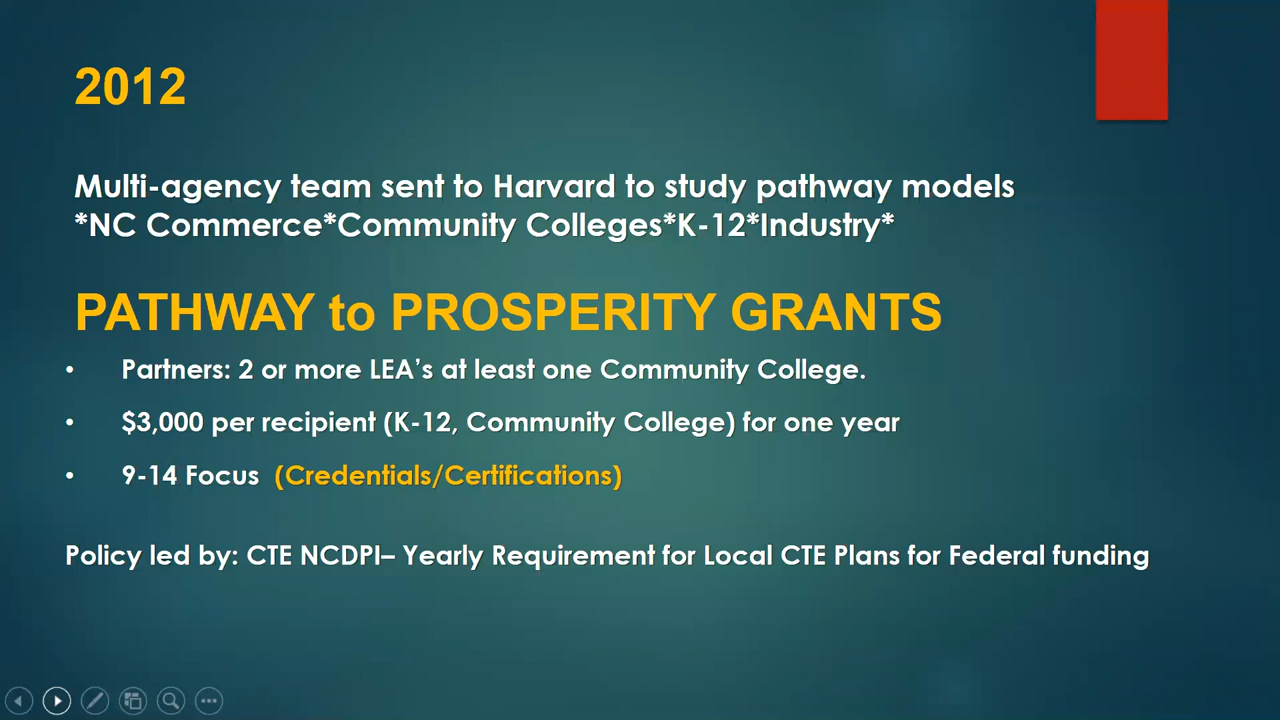 2012
Multi-agency team sent to Harvard to study pathway models
*NC Commerce*Community Colleges*K-12*Industry*
PATHWAY to PROSPERITY GRANTS
• Partners: 2 or more LEA’s at least one Community College.
• $3,000 per recipient (K-12, Community College) for one year
• 9-14 Focus (Credentials/Certifications)
Policy led by: CTE NCDPI– Yearly Requirement for Local CTE Plans for Federal funding